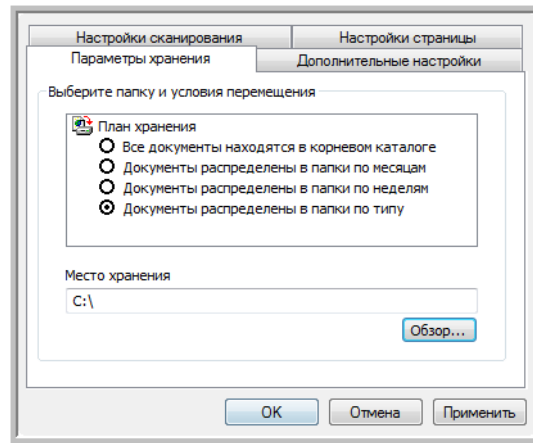 Настройки сканирования
Настройки страницы
Параметры хранения
Дополнительные настройки
Выберите папку и условия перемещения
План хранения
Все документы находятся в корневом каталоге
Документы распределены в папки по месяцам
Документы распределены в папки по неделям
Документы распределены в папки по типу
Место хранения
C:\
Обзор...
OK
Отмена
Применить